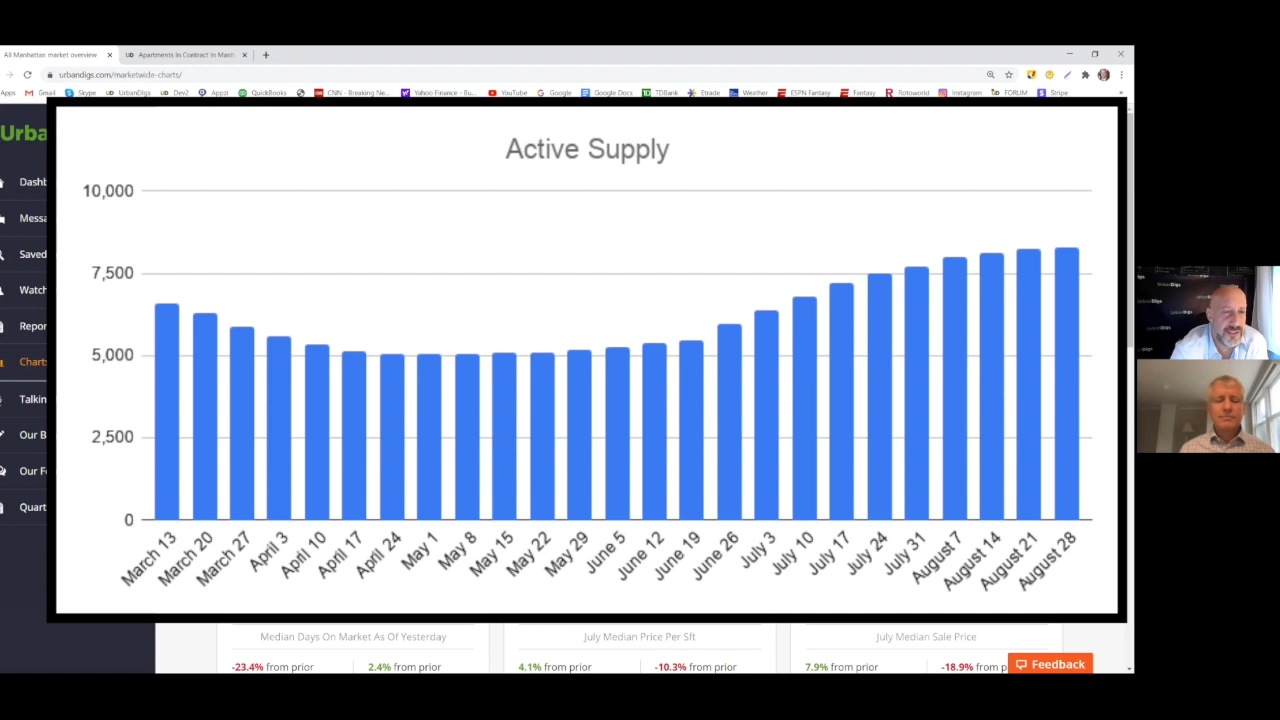 All Manhattan market overview
Apartments In Contract In Manh
urbandigs.com/marketwide-charts/
Apps Gmail Skype UrbanDigs Dev2 Appzi QuickBooks CNN - Breaking Ne... Yahoo Finance - Bu... YouTube Google Google Docs TDBank Etrade Weather ESPN Fantasy Fantasy Rotoworld Instagram FORUM Stripe
Urba
Dashb
Messa
Saved
Watch
Repor
Charts
Talkin
Our B
Our Fe
Quart
Active Supply
10,000
7,500
5,000
2,500
0
March 13
March 20
March 27
April 3
April 10
April 17
April 24
May 1
May 8
May 15
May 22
May 29
June 5
June 12
June 19
June 26
July 3
July 10
July 17
July 24
July 31
August 7
August 14
August 21
August 28
Median Days On Market As Of Yesterday
July Median Price Per Sft
July Median Sale Price
-23.4% from prior
2.4% from prior
4.1% from prior
-10.3% from prior
7.9% from prior
-18.9% from p
Feedback
UrbanDigs
UrbanDigs